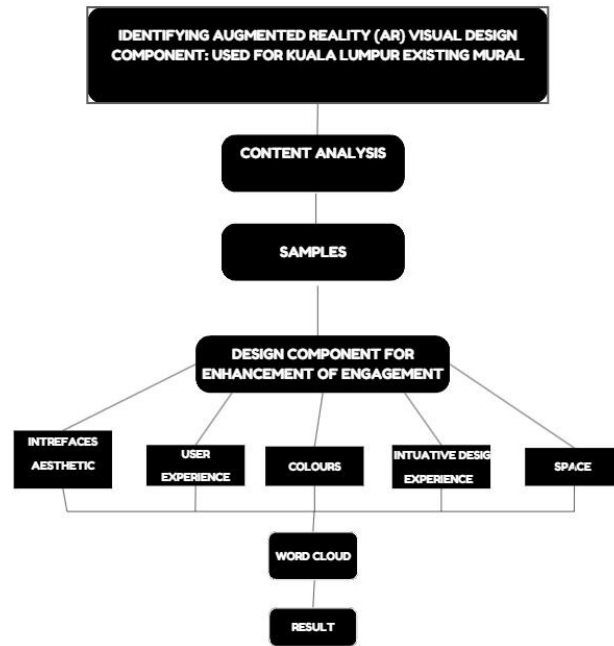 IDENTIFYING AUGMENTED REALITY (AR) VISUAL DESIGN
COMPONENT: USED FOR KUALA LUMPUR EXISTING MURAL
CONTENT ANALYSIS
SAMPLES
DESIGN COMPONENT FOR
ENHANCEMENT OF ENGAGEMENT
INTREFACES
AESTHETIC
USER
EXPERIENCE
COLOURS
INTUATIVE DESIG
EXPERIENCE
SPACE
WORD CLOUD
RESULT